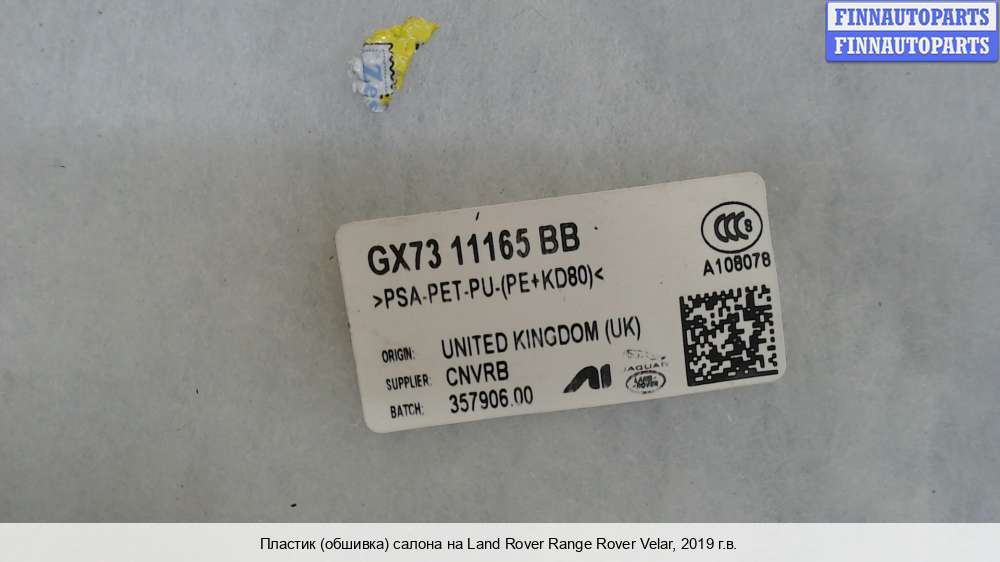 FINNAUTOPARTS
FINNAUTOPARTS
GX73 11165 BB
>PSA-PET-PU-(PE+KD80)<
CCC S
A108078
ORIGIN: UNITED KINGDOM (UK)
SUPPLIER: CNVRB
BATCH: 357906.00
JAGUAR
LAND-
ROVER
Пластик (обшивка) салона на Land Rover Range Rover Velar, 2019 г.в.